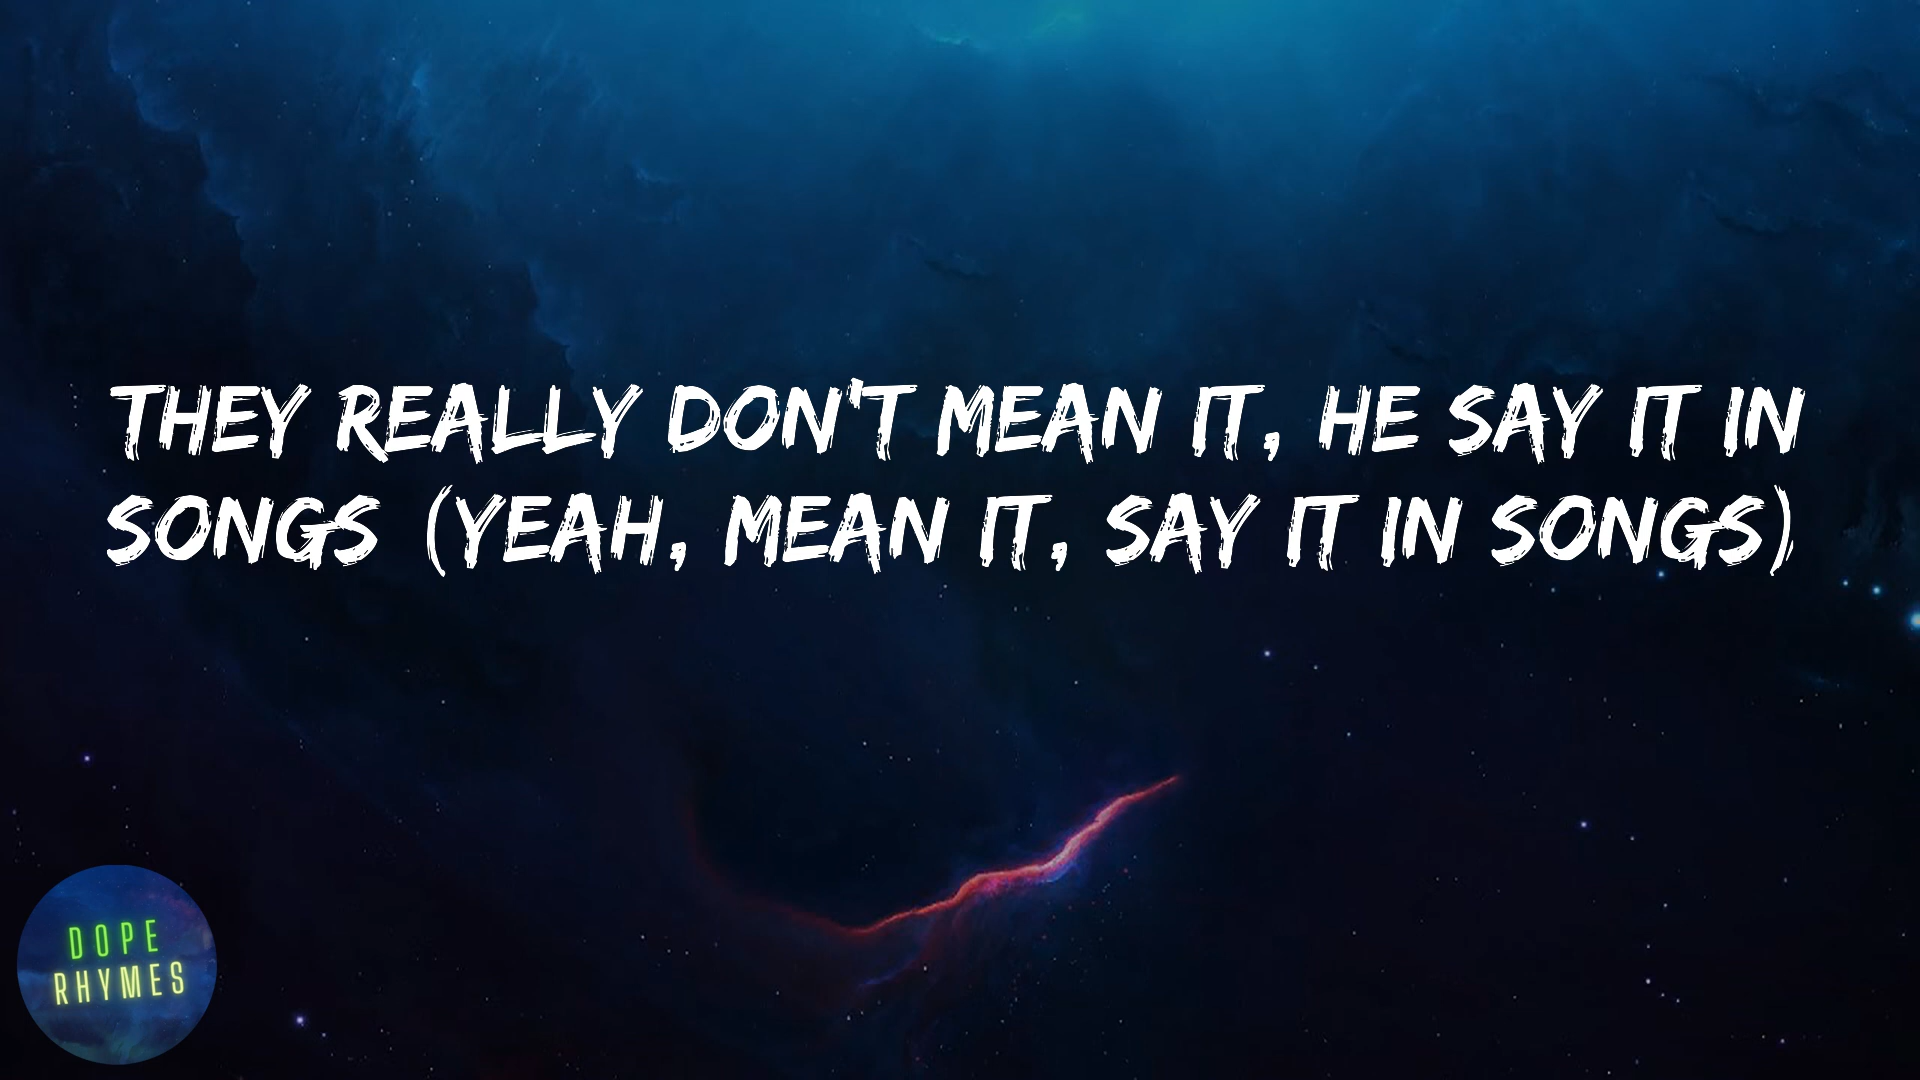 THEY REALLY DON'T MEAN IT, HE SAY IT IN
SONGS (YEAH, MEAN IT, SAY IT IN SONGS)
DOPE
RHYMES